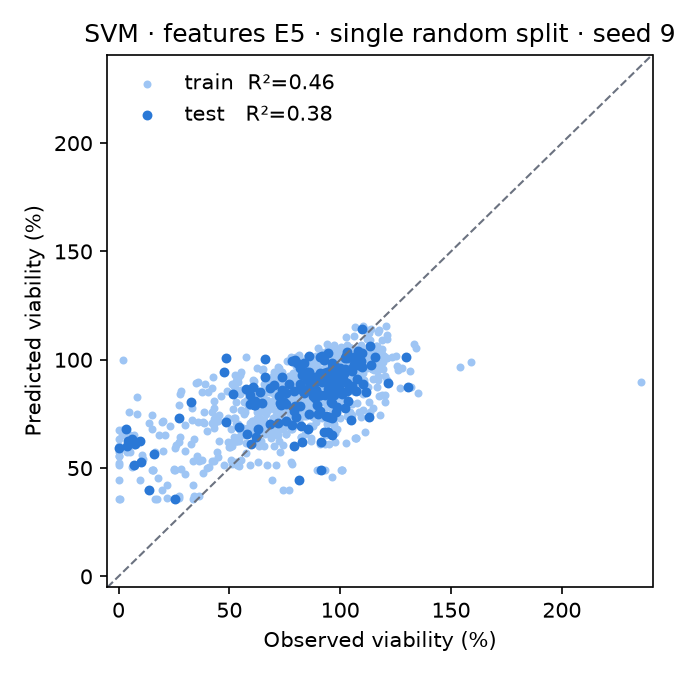 SVM · features E5 · single random split · seed 9
train R²=0.46
test R²=0.38
200
150
100
50
0
Predicted viability (%)
0 50 100 150 200
Observed viability (%)